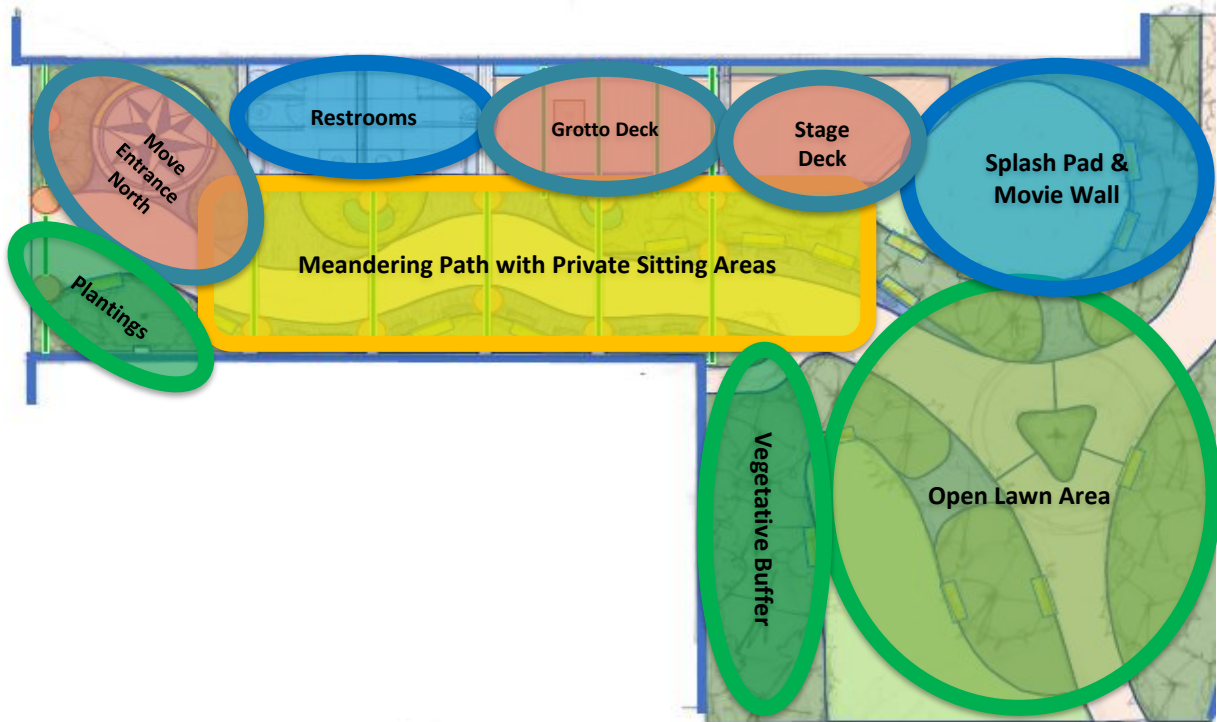 Move
Entrance
North
Restrooms
Grotto Deck
Stage
Deck
Splash Pad &
Movie Wall
Meandering Path with Private Sitting Areas
Plantings
Vegetative Buffer
Open Lawn Area